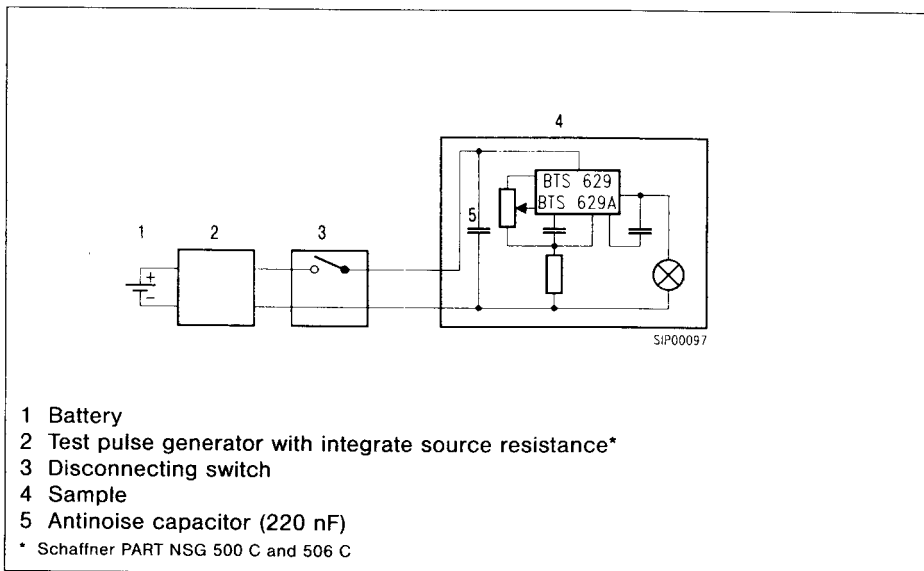 4
BTS 629
BTS 629A
5
1
2
3
+
−
SIP00097
1 Battery
2 Test pulse generator with integrate source resistance*
3 Disconnecting switch
4 Sample
5 Antinoise capacitor (220 nF)
* Schaffner PART NSG 500 C and 506 C